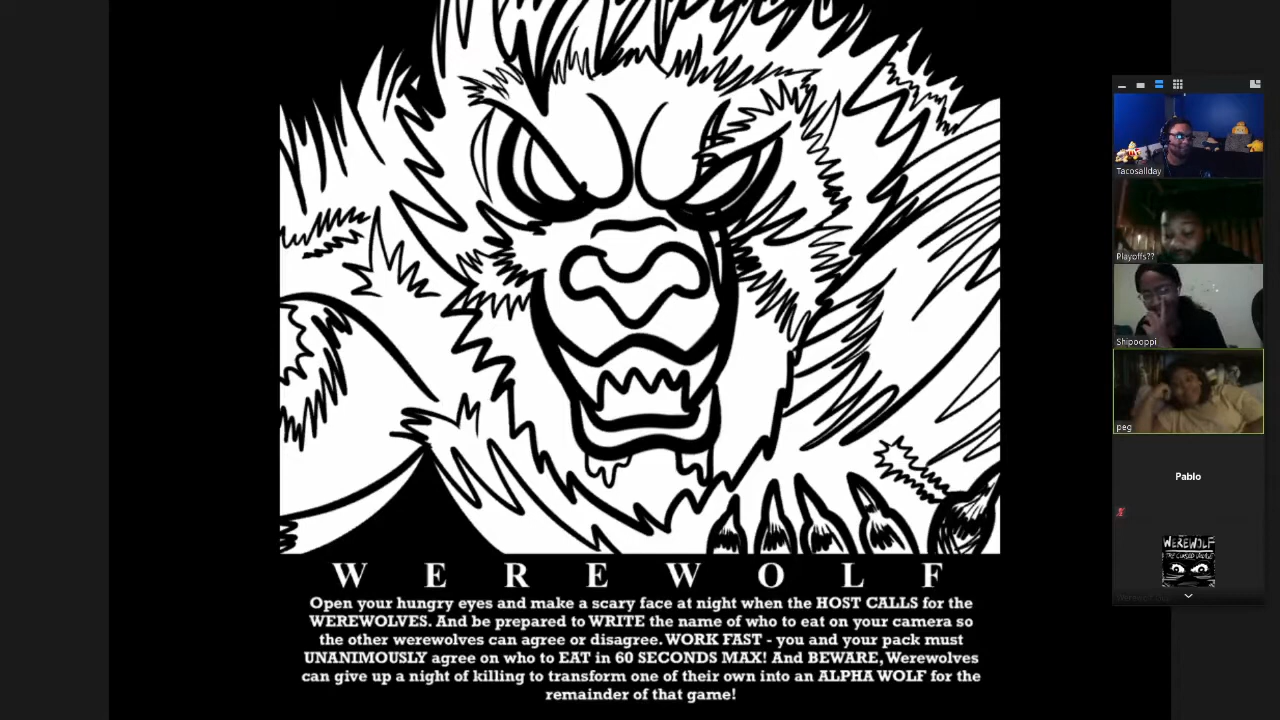 W E R E W O L F
Open your hungry eyes and make a scary face at night when the HOST CALLS for the
WEREWOLVES. And be prepared to WRITE the name of who to eat on your camera so
the other werewolves can agree or disagree. WORK FAST - you and your pack must
UNANIMOUSLY agree on who to EAT in 60 SECONDS MAX! And BEWARE, Werewolves
can give up a night of killing to transform one of their own into an ALPHA WOLF for the
remainder of that game!
Tacosallday
Playoffs??
Shipooppi
peg
Pablo
WEREWOLF
THE CURSED VILLAGE